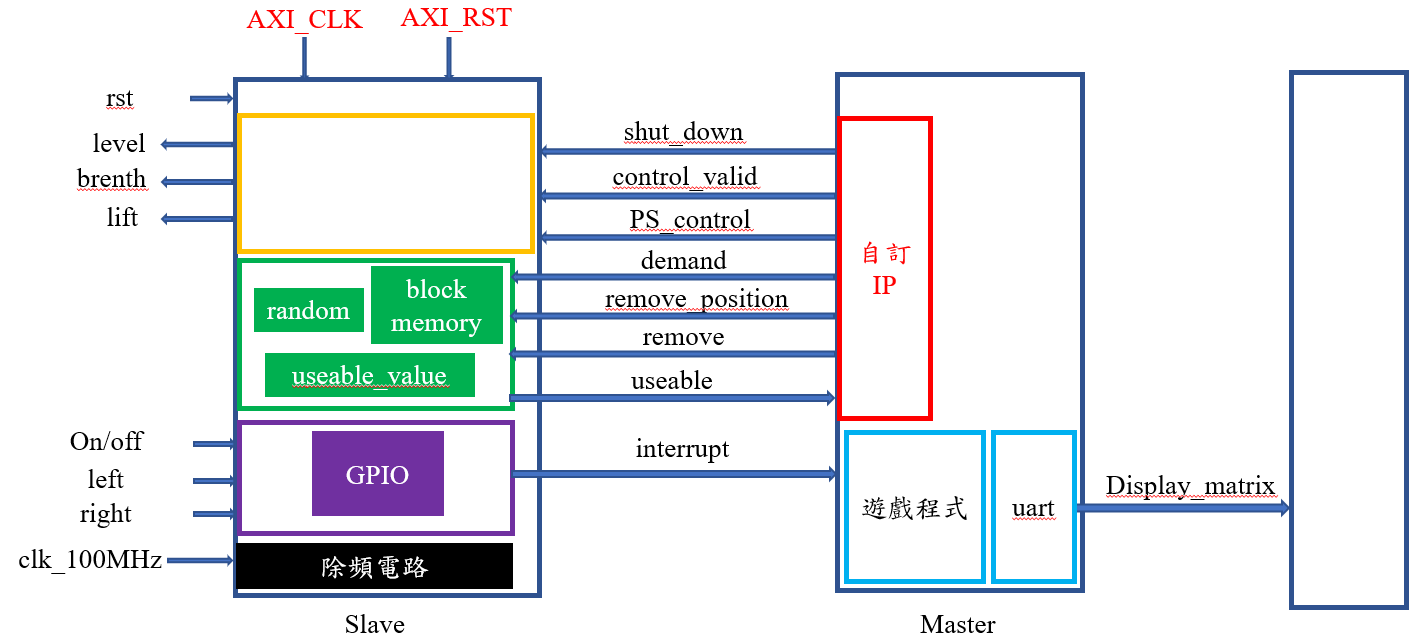 AXI_CLK
AXI_RST
rst
level
brenth
lift
shut_down
control_valid
PS_control
demand
remove_position
remove
useable
自訂
IP
random
block
memory
useable_value
On/off
left
right
GPIO
interrupt
遊戲程式
uart
Display_matrix
clk_100MHz
除頻電路
Slave
Master